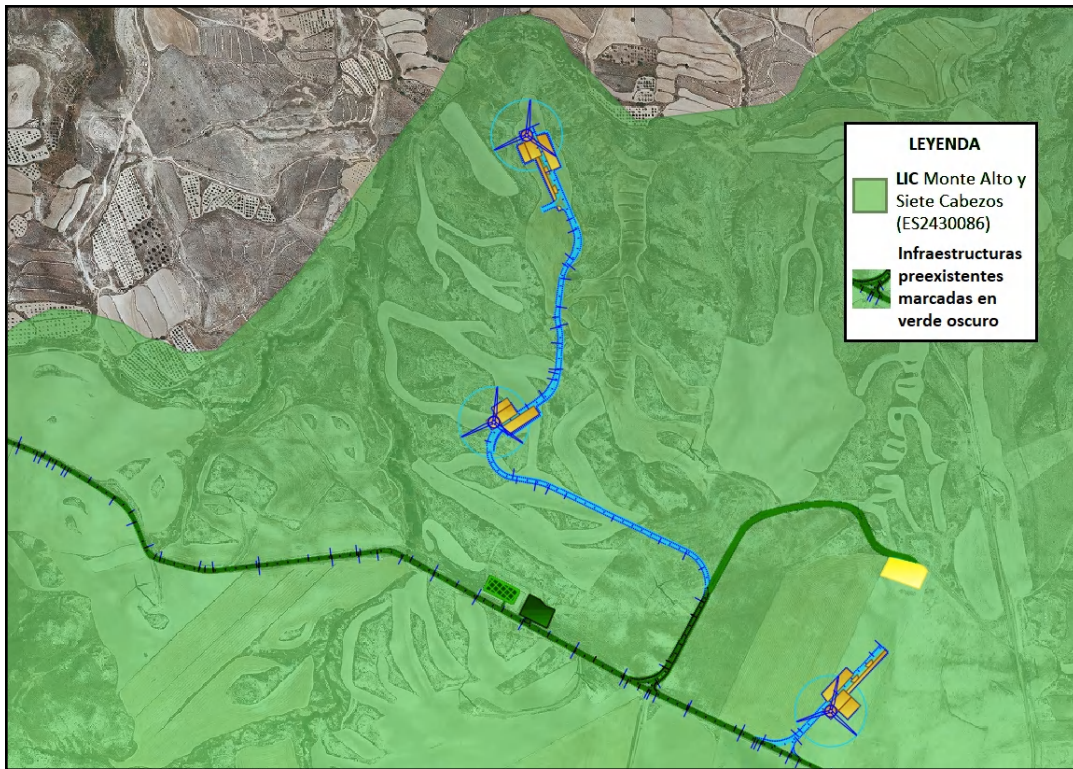 LEYENDA
LIC Monte Alto y
Siete Cabezos
(ES2430086)
Infraestructuras
preexistentes
marcadas en
verde oscuro